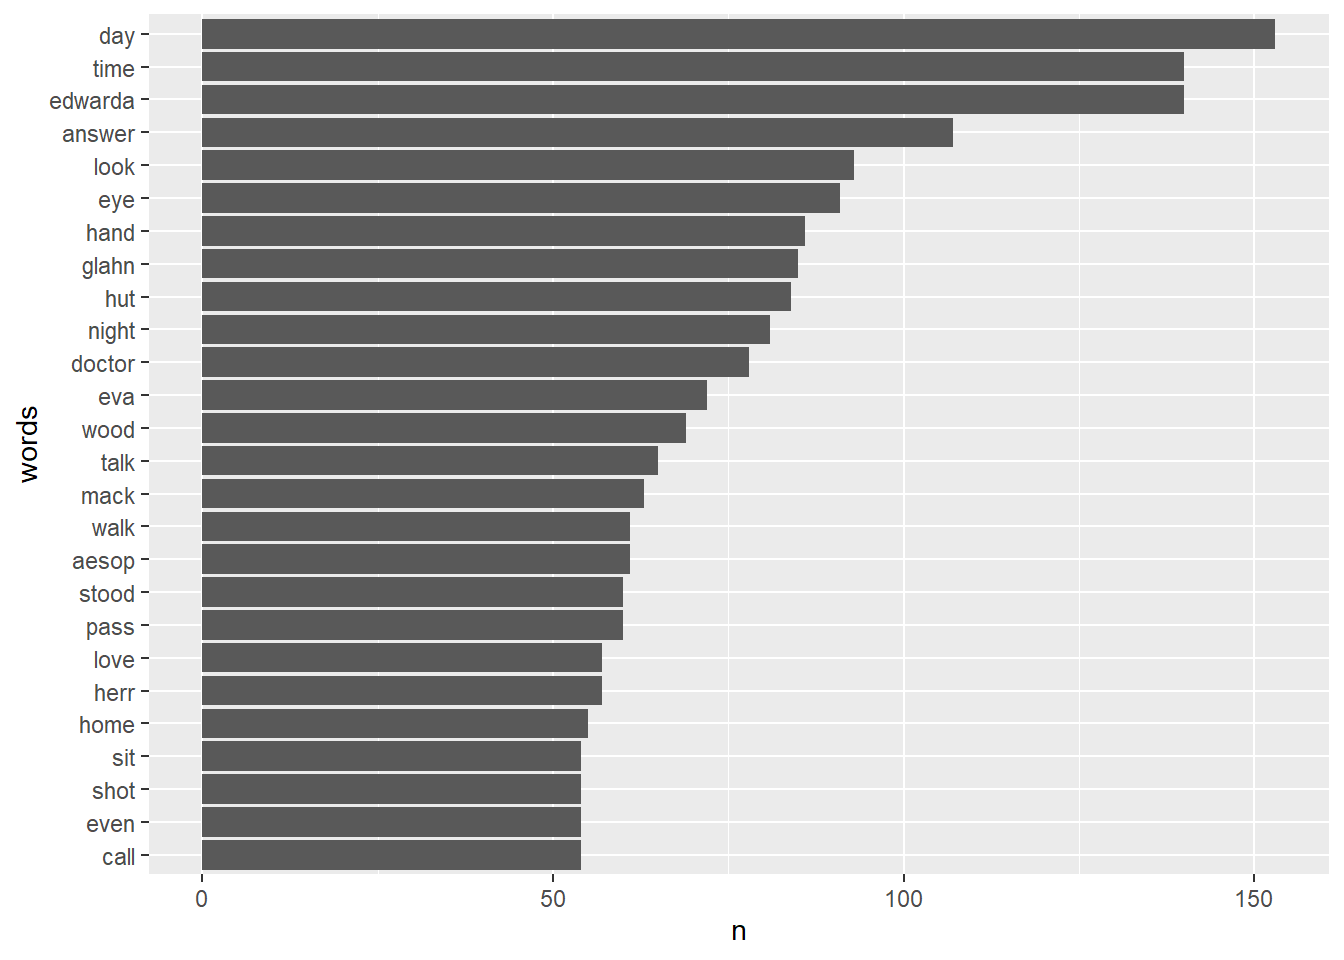 day
time
edwarda
answer
look
eye
hand
glahn
hut
night
doctor
eva
wood
talk
mack
walk
aesop
stood
pass
love
herr
home
sit
shot
even
call
words
0 50 100 150
n